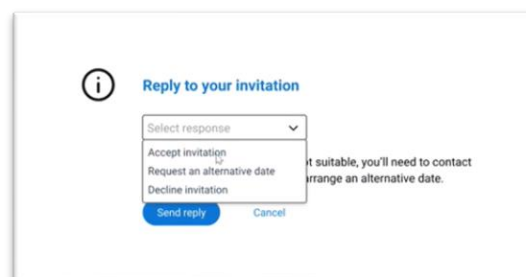 Reply to your invitation
Select response
Accept invitation
Request an alternative date
Decline invitation
t suitable, you'll need to contact
rrange an alternative date.
Send reply
Cancel